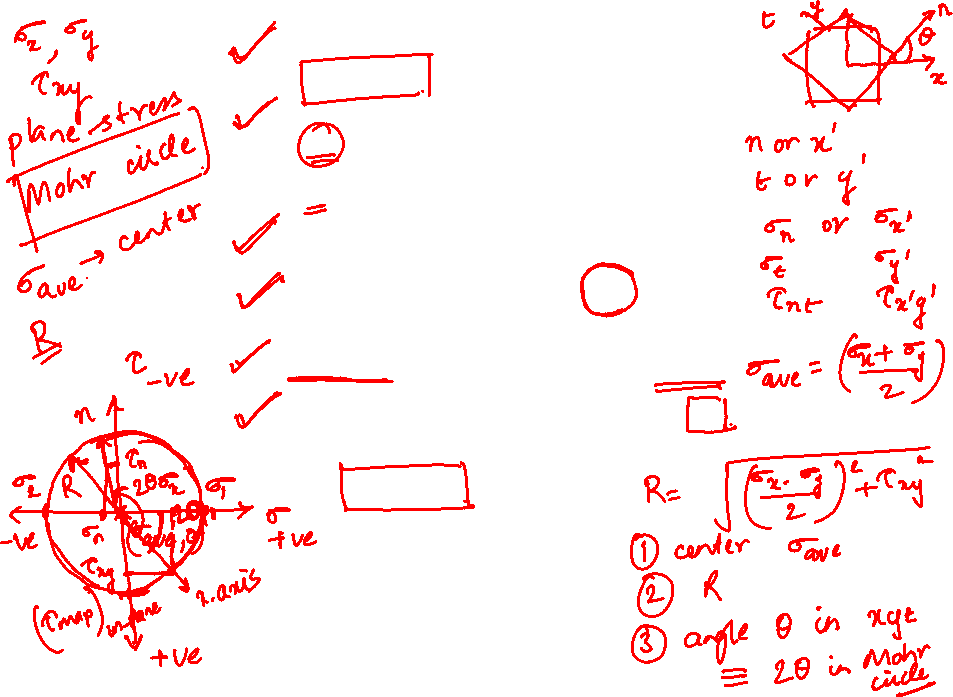 σx, σy
τxy
plane stress
Mohr circle
σave. → center
R
τ
-ve
n
τn
2θ
σx
σ2
R
σ1
σn
2θ
σ
-ve
+ve
τxy
x.axis
(τmap) in-plane
+ve
t
y
n
θ
x
n or x'
t or y'
σn or σx'
σt σy'
τnt τx'y'
σave = (σx + σy / 2)
R = √(σx - σy / 2)² + τxy²
① center σave
② R
③ angle θ in xyt
≡ 2θ in Mohr
circle